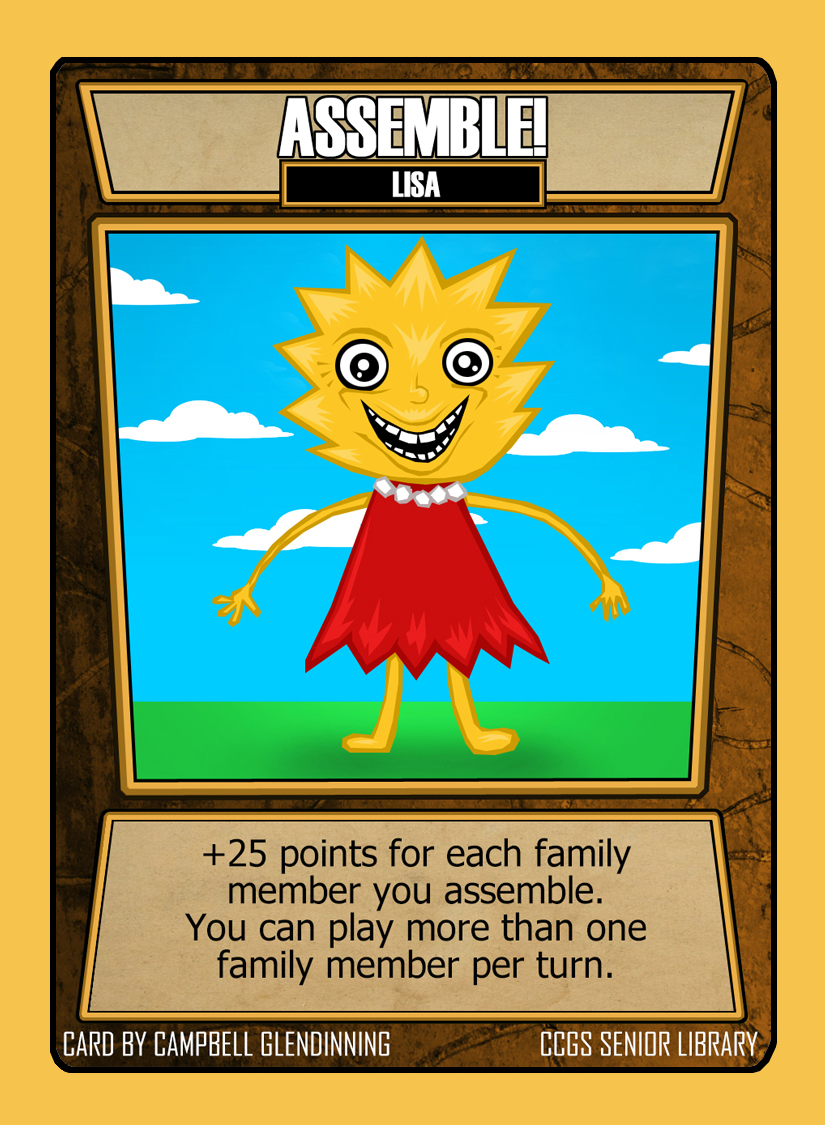 ASSEMBLE!
LISA
+25 points for each family
member you assemble.
You can play more than one
family member per turn.
CARD BY CAMPBELL GLENDINNING
CCGS SENIOR LIBRARY